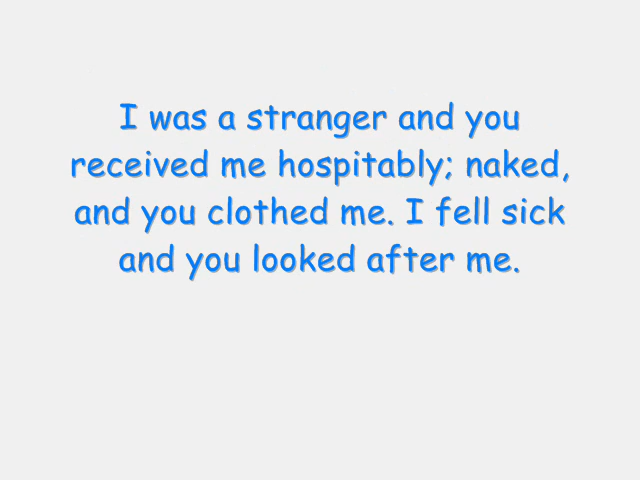 I was a stranger and you
received me hospitably; naked,
and you clothed me. I fell sick
and you looked after me.